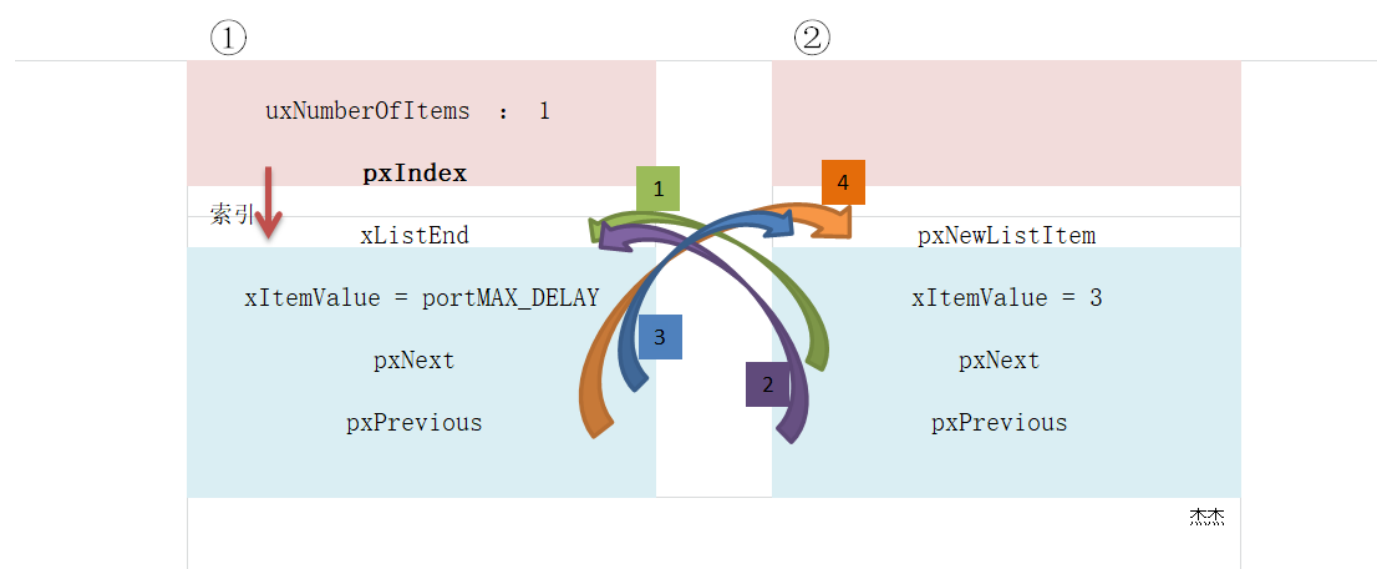 ① ②
uxNumberOfItems : 1
pxIndex
1
4
索引
xListEnd
pxNewListItem
xItemValue = portMAX_DELAY
xItemValue = 3
3
pxNext
pxNext
2
pxPrevious
pxPrevious
杰杰